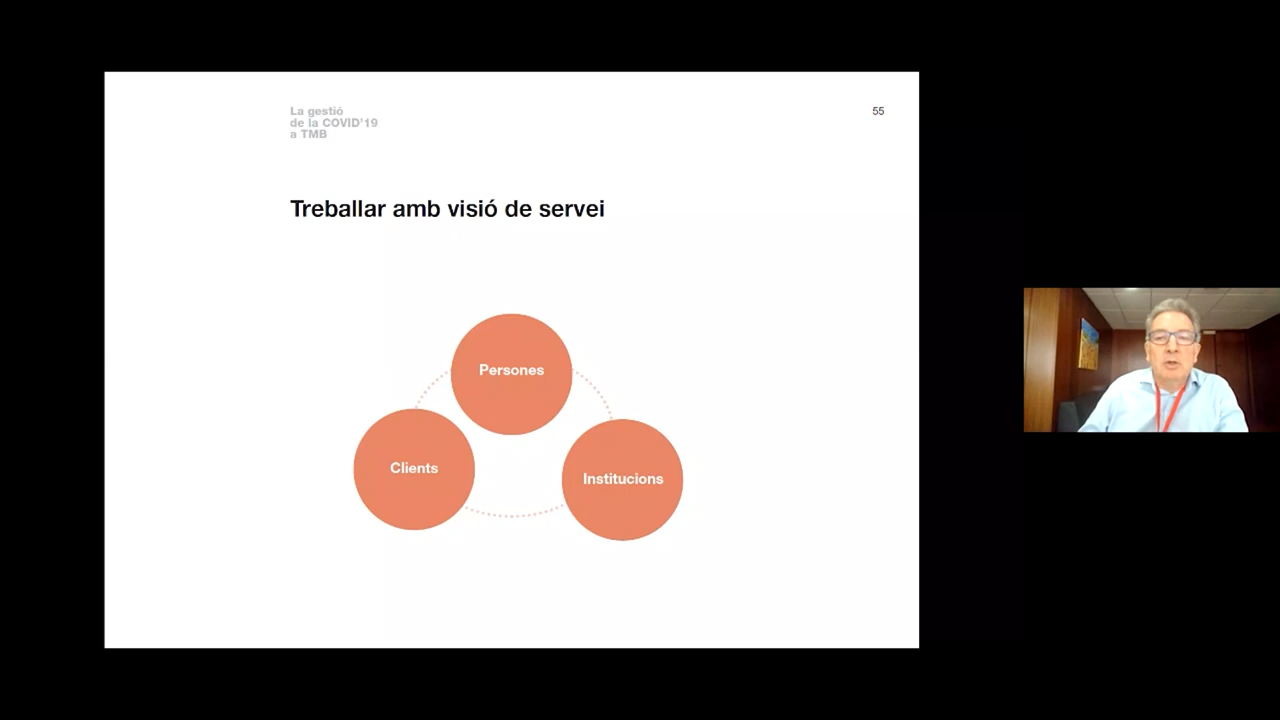 La gestió
de la COVID'19
a TMB
55
Treballar amb visió de servei
Persones
Clients
Institucions